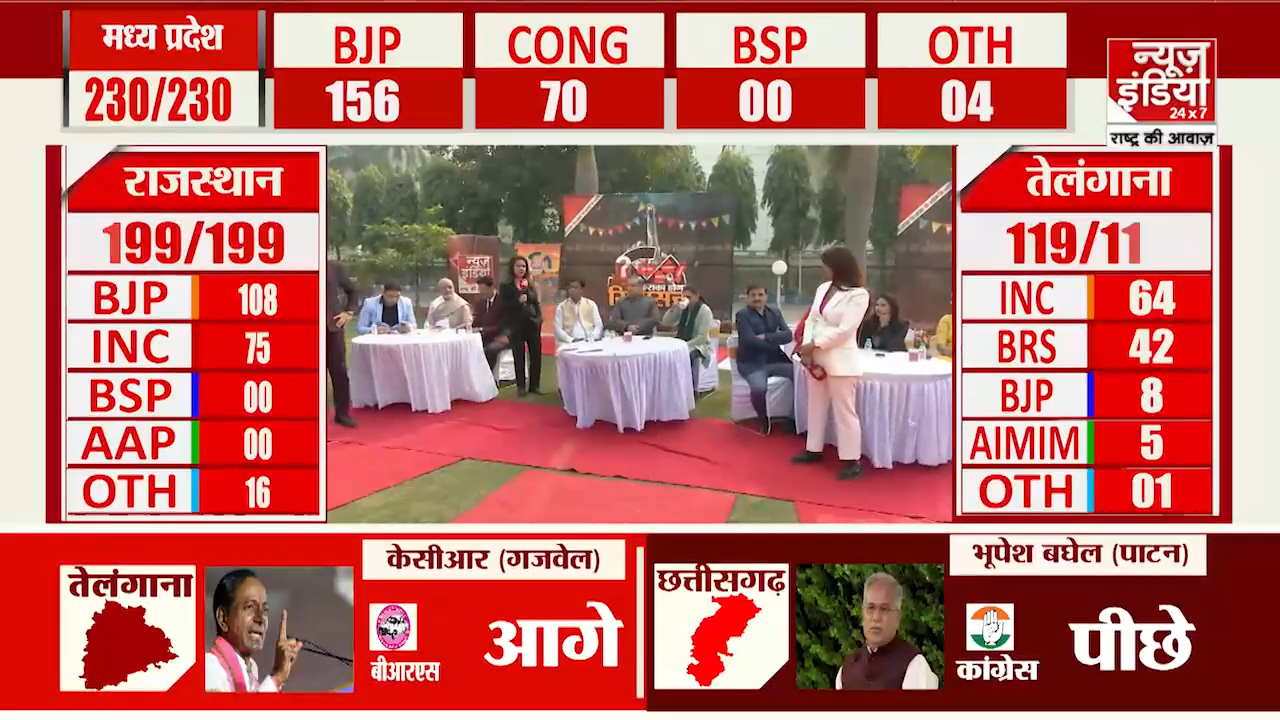 मध्य प्रदेश
230/230
BJP
156
CONG
70
BSP
00
OTH
04
न्यूज़
इंडिया
24x7
राष्ट्र की आवाज़
राजस्थान
199/199
BJP 108
INC 75
BSP 00
AAP 00
OTH 16
न्यूज़
इंडिया
तेलंगाना
119/11
INC 64
BRS 42
BJP 8
AIMIM 5
OTH 01
तेलंगाना
केसीआर (गजवेल)
बीआरएस
आगे
छत्तीसगढ़
भूपेश बघेल (पाटन)
कांग्रेस
पीछे